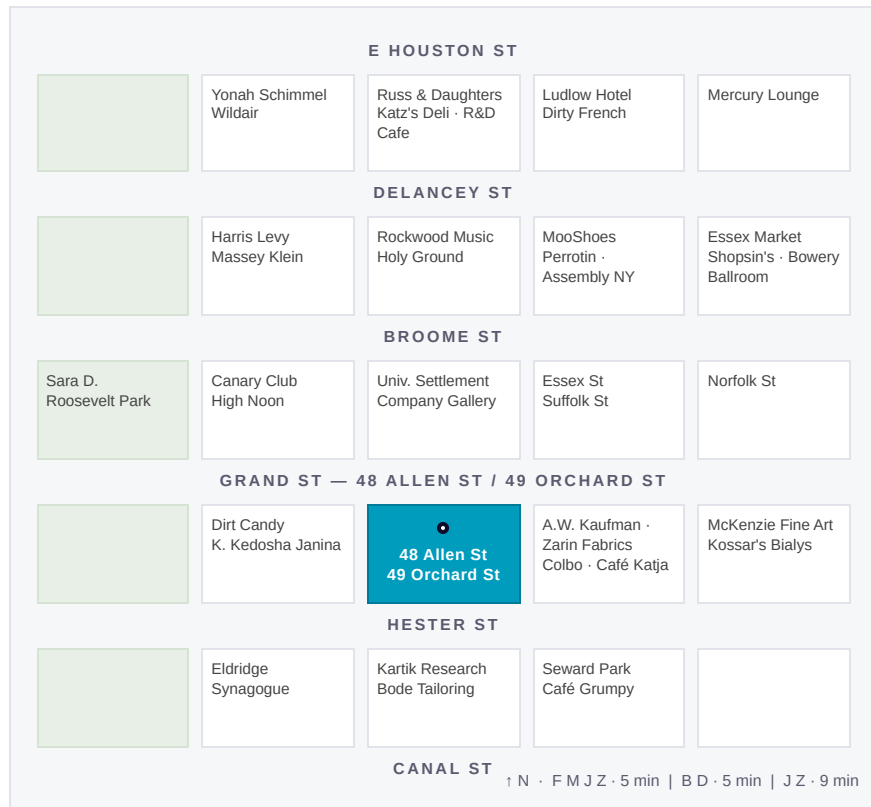 E HOUSTON ST
Yonah Schimmel
Wildair
Russ & Daughters
Katz's Deli · R&D
Cafe
Ludlow Hotel
Dirty French
Mercury Lounge
DELANCEY ST
Harris Levy
Massey Klein
Rockwood Music
Holy Ground
MooShoes
Perrotin ·
Assembly NY
Essex Market
Shopsin's · Bowery
Ballroom
BROOME ST
Sara D.
Roosevelt Park
Canary Club
High Noon
Univ. Settlement
Company Gallery
Essex St
Suffolk St
Norfolk St
GRAND ST — 48 ALLEN ST / 49 ORCHARD ST
Dirt Candy
K. Kedosha Janina
48 Allen St
49 Orchard St
A.W. Kaufman ·
Zarin Fabrics
Colbo · Café Katja
McKenzie Fine Art
Kossar's Bialys
HESTER ST
Eldridge
Synagogue
Kartik Research
Bode Tailoring
Seward Park
Café Grumpy
CANAL ST
↑ N · F M J Z · 5 min | B D · 5 min | J Z · 9 min